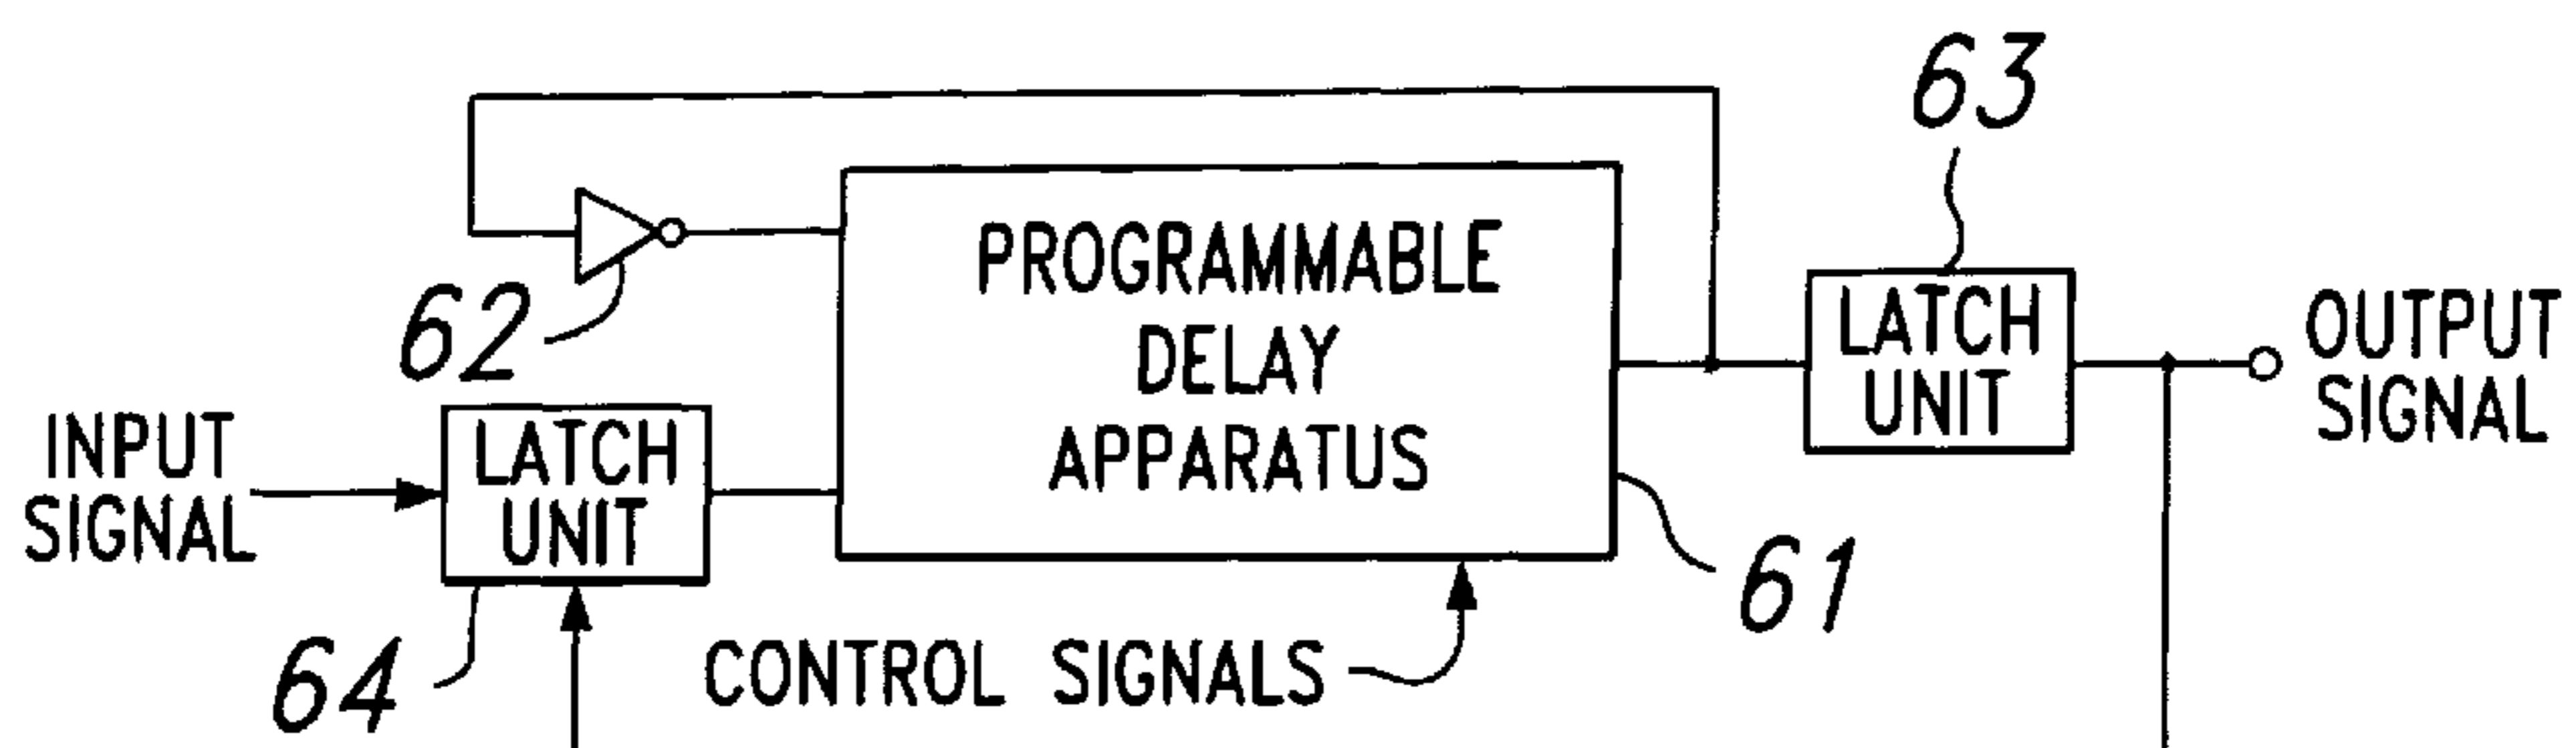 63
PROGRAMMABLE
DELAY
APPARATUS
62
LATCH
UNIT
OUTPUT
SIGNAL
INPUT
SIGNAL
LATCH
UNIT
61
64
CONTROL SIGNALS